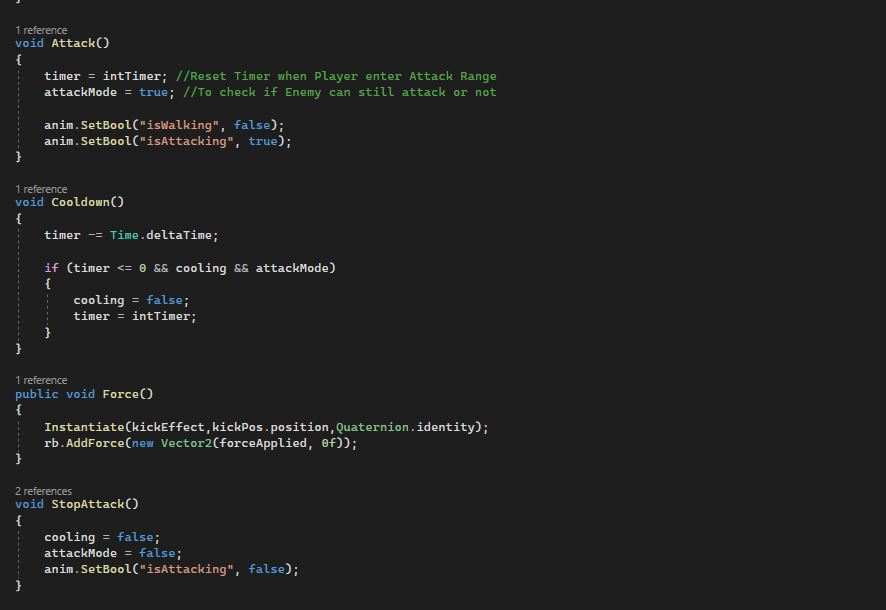 }
1 reference
void Attack()
{
timer = intTimer; //Reset Timer when Player enter Attack Range
attackMode = true; //To check if Enemy can still attack or not
anim.SetBool("isWalking", false);
anim.SetBool("isAttacking", true);
}
1 reference
void Cooldown()
{
timer -= Time.deltaTime;
if (timer <= 0 && cooling && attackMode)
{
cooling = false;
timer = intTimer;
}
}
1 reference
public void Force()
{
Instantiate(kickEffect,kickPos.position,Quaternion.identity);
rb.AddForce(new Vector2(forceApplied, 0f));
}
2 references
void StopAttack()
{
cooling = false;
attackMode = false;
anim.SetBool("isAttacking", false);
}